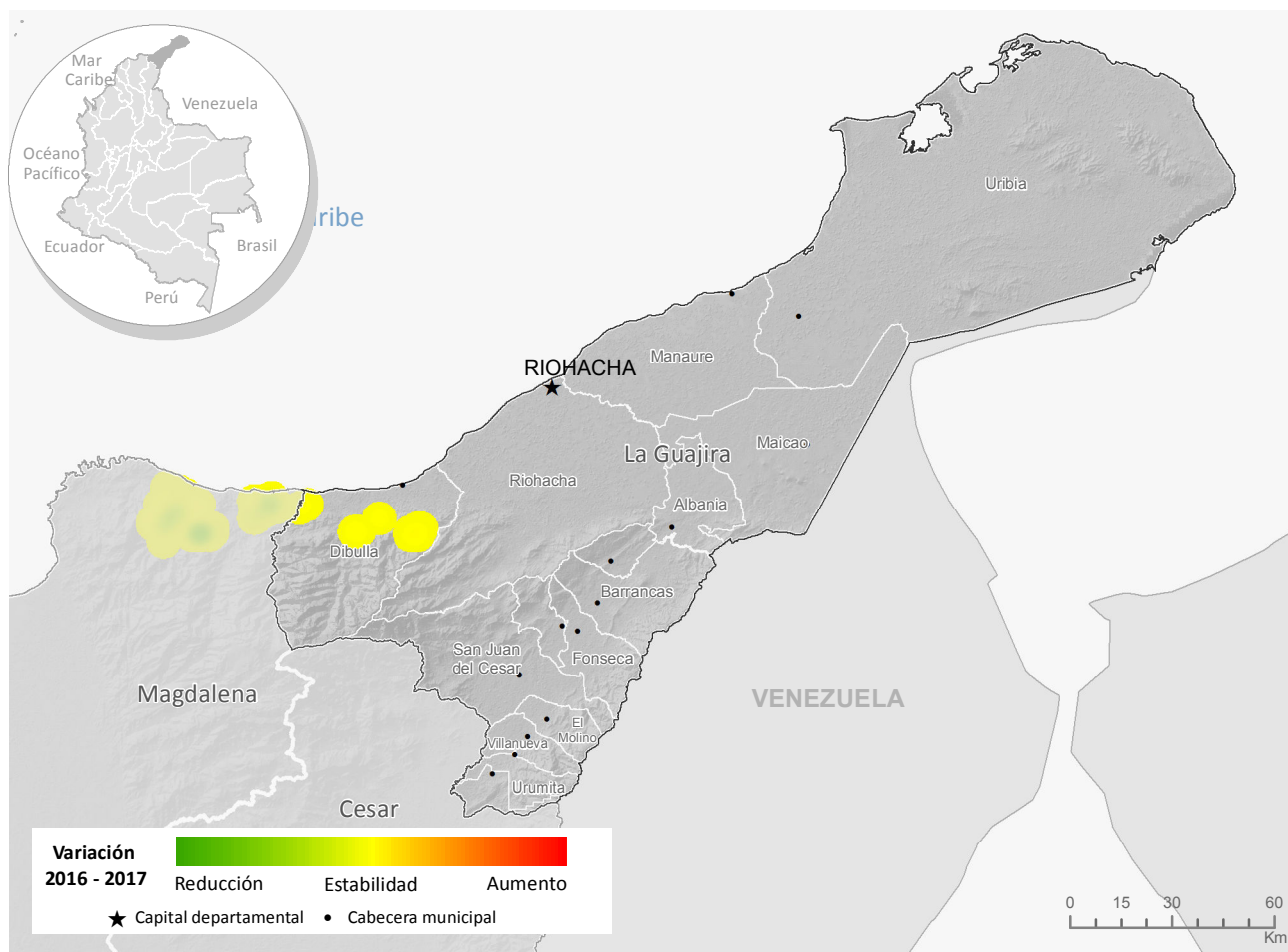 Mar
Caribe
Venezuela
Océano
Pacífico
Ecuador
Brasil
Perú
ribe
Uribia
Manaure
RIOHACHA
Maicao
La Guajira
Riohacha
Albania
Dibulla
Barrancas
San Juan
del Cesar
Fonseca
Magdalena
VENEZUELA
El
Molino
Villanueva
Urumita
Cesar
Variación
2016 - 2017
Reducción Estabilidad Aumento
Capital departamental Cabecera municipal
0 15 30 60
Km